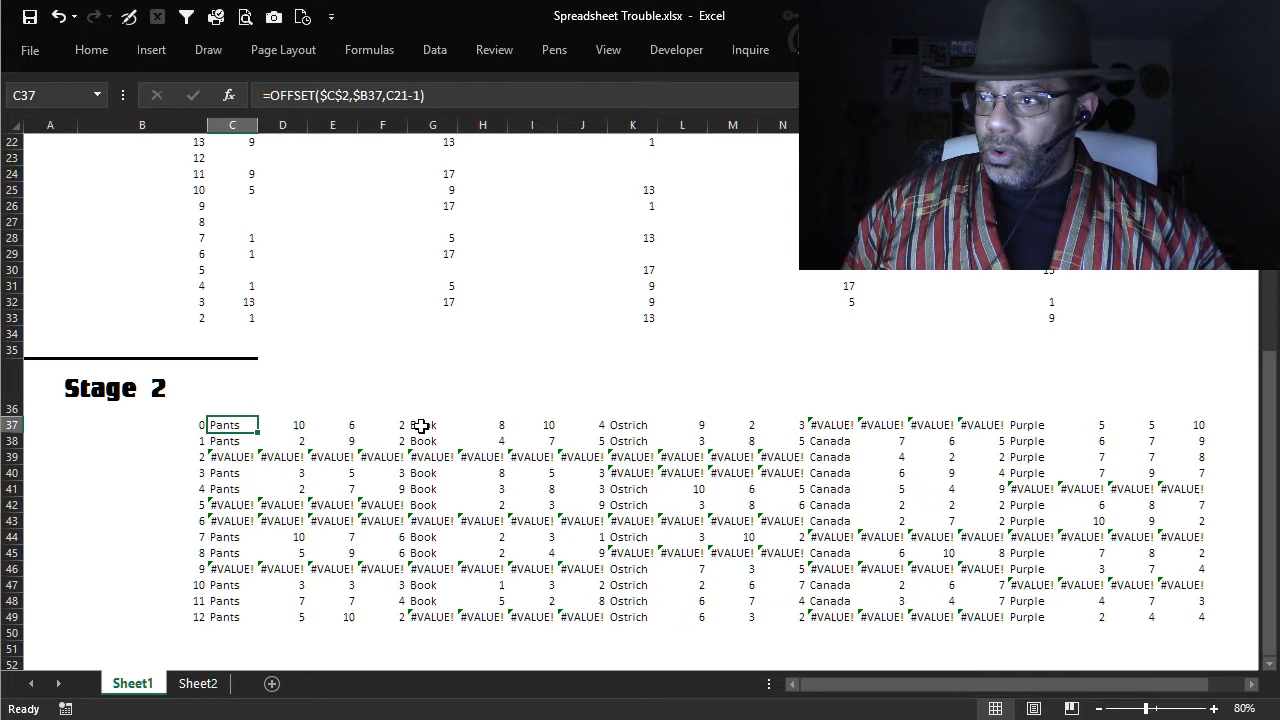 Spreadsheet Trouble.xlsx - Excel
File Home Insert Draw Page Layout Formulas Data Review Pens View Developer Inquire
C37 fx =OFFSET($C$2,$B37,C21-1)
A B C D E F G H I J K L M N
22 13 9 13 1
23 12
24 11 9 17
25 10 5 9 13
26 9 17 1
27 8
28 7 1 5 13
29 6 1 17
30 5 17 13
31 4 1 5 9 17
32 3 13 17 9 5 1
33 2 1 13 9
34
35
Stage 2
36
37 0 Pants 10 6 2 Book 8 10 4 Ostrich 9 2 3 #VALUE! #VALUE! #VALUE! #VALUE! Purple 5 5 10
38 1 Pants 2 9 2 Book 4 7 5 Ostrich 3 8 5 Canada 7 6 5 Purple 6 7 9
39 2 #VALUE! #VALUE! #VALUE! #VALUE! #VALUE! #VALUE! #VALUE! #VALUE! #VALUE! #VALUE! #VALUE! #VALUE! Canada 4 2 2 Purple 7 7 8
40 3 Pants 3 5 3 Book 8 5 3 #VALUE! #VALUE! #VALUE! #VALUE! Canada 6 9 4 Purple 7 9 7
41 4 Pants 2 7 9 Book 3 8 3 Ostrich 10 6 5 Canada 5 4 9 #VALUE! #VALUE! #VALUE! #VALUE!
42 5 #VALUE! #VALUE! #VALUE! #VALUE! Book 2 3 9 Ostrich 3 8 6 Canada 2 2 2 Purple 6 8 7
43 6 #VALUE! #VALUE! #VALUE! #VALUE! #VALUE! #VALUE! #VALUE! #VALUE! #VALUE! #VALUE! #VALUE! #VALUE! Canada 2 7 2 Purple 10 9 2
44 7 Pants 10 7 6 Book 2 3 1 Ostrich 3 10 2 #VALUE! #VALUE! #VALUE! #VALUE! #VALUE! #VALUE! #VALUE! #VALUE!
45 8 Pants 5 9 6 Book 2 4 9 #VALUE! #VALUE! #VALUE! #VALUE! Canada 6 10 8 Purple 7 8 2
46 9 #VALUE! #VALUE! #VALUE! #VALUE! #VALUE! #VALUE! #VALUE! #VALUE! Ostrich 7 3 5 #VALUE! #VALUE! #VALUE! #VALUE! Purple 3 7 4
47 10 Pants 3 3 3 Book 1 3 2 Ostrich 2 6 7 Canada 2 6 7 #VALUE! #VALUE! #VALUE! #VALUE!
48 11 Pants 7 7 4 Book 5 2 8 Ostrich 6 7 4 Canada 3 4 7 Purple 4 7 3
49 12 Pants 5 10 2 #VALUE! #VALUE! #VALUE! #VALUE! Ostrich 6 3 2 #VALUE! #VALUE! #VALUE! #VALUE! Purple 2 4 4
50
51
52
Sheet1 Sheet2
Ready 80%